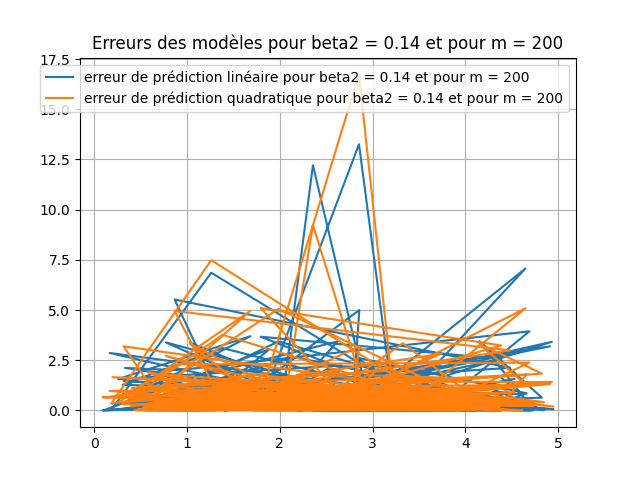 Erreurs des modèles pour beta2 = 0.14 et pour m = 200
erreur de prédiction linéaire pour beta2 = 0.14 et pour m = 200
erreur de prédiction quadratique pour beta2 = 0.14 et pour m = 200
17.5
15.0
12.5
10.0
7.5
5.0
2.5
0.0
0 1 2 3 4 5